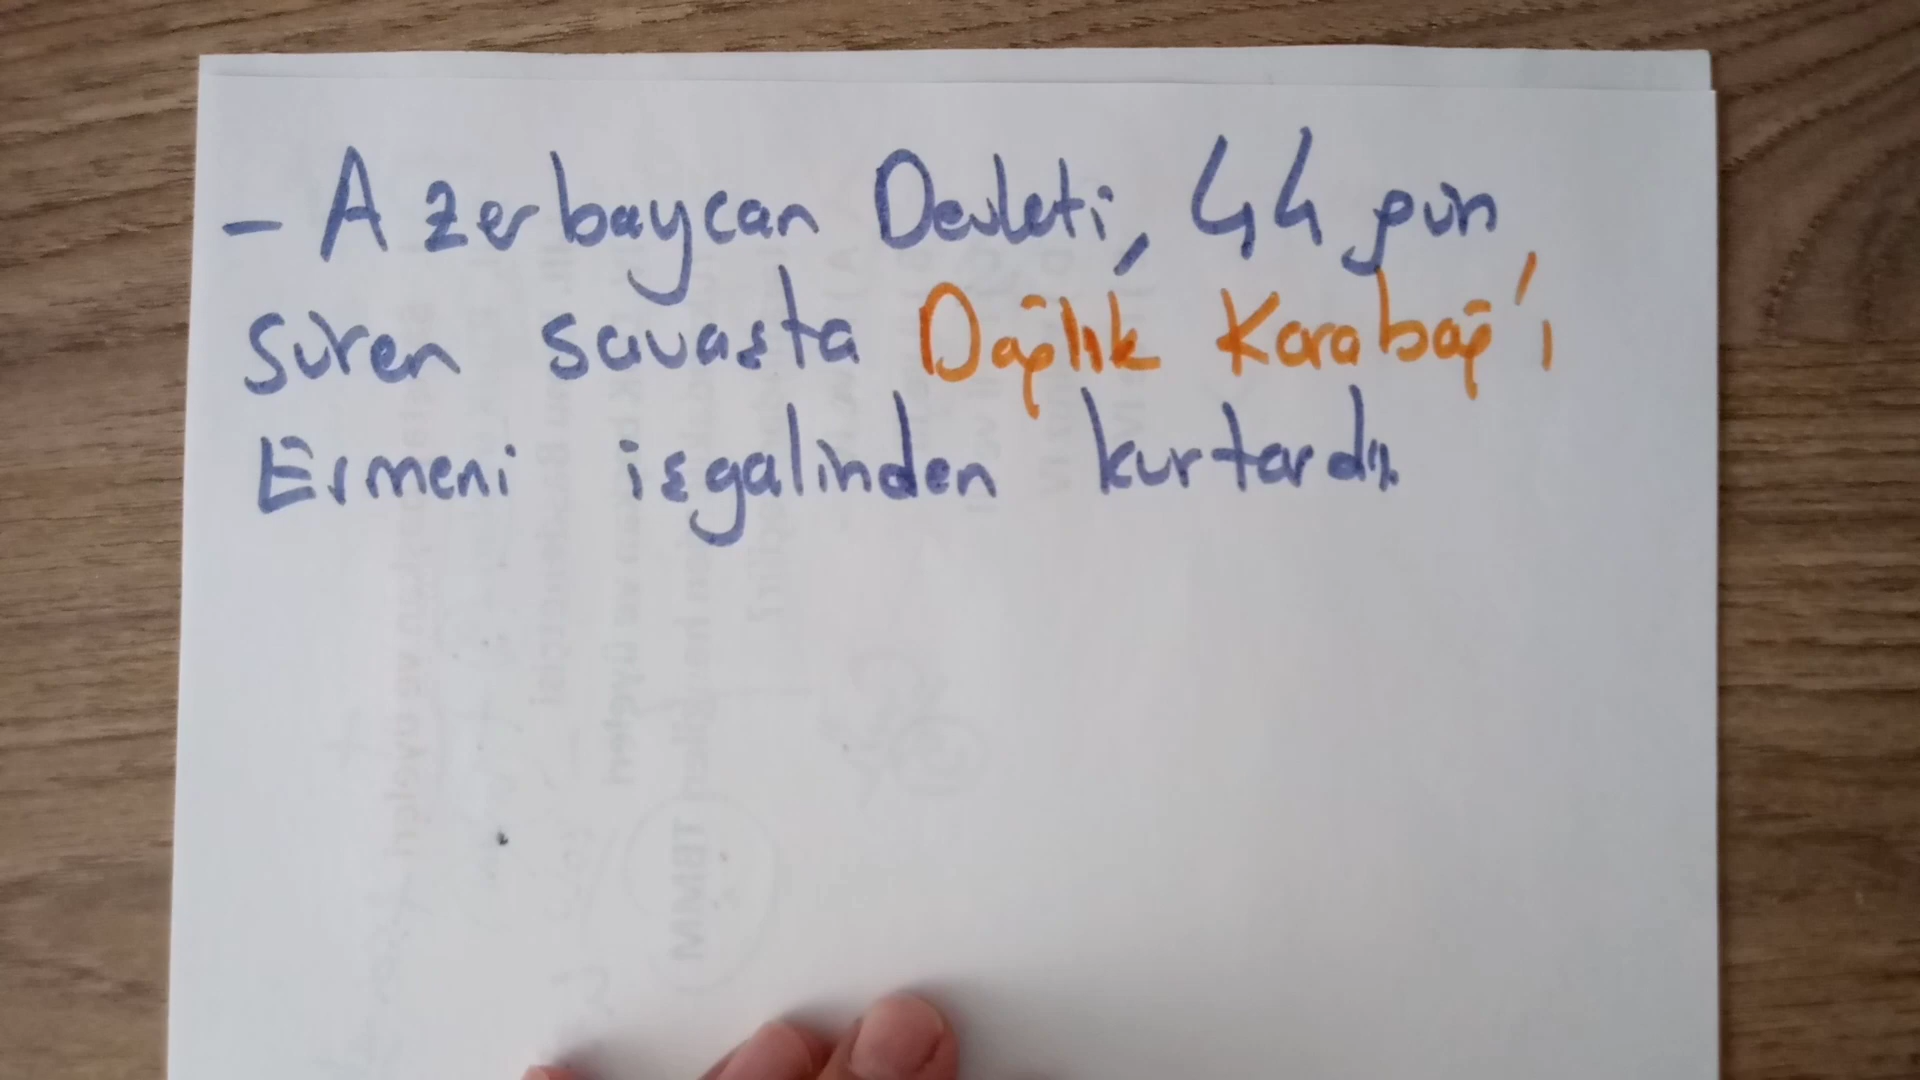 - Azerbaycan Devleti, 44 gün
süren savaşta Dağlık Karabağ'ı
Ermeni işgalinden kurtardı.